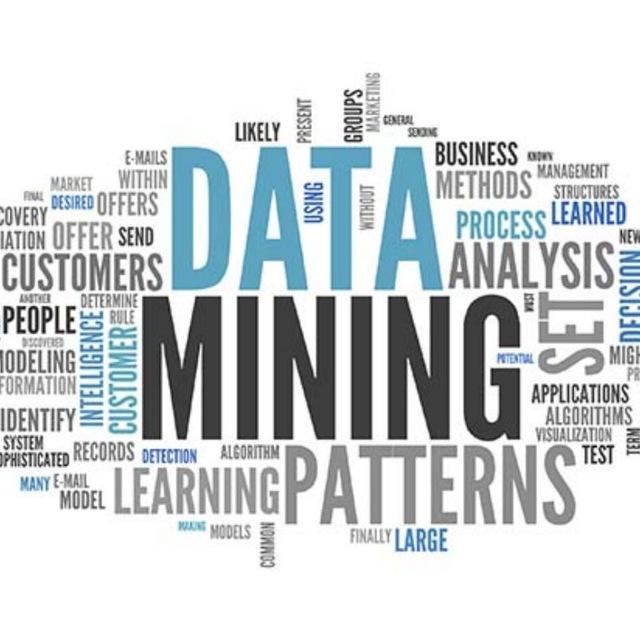 MARKETING
GROUPS
PRESENT
GENERAL
LIKELY
SENDING
BUSINESS
KNOWN
E-MAILS
DATA
MANAGEMENT
WITHIN
METHODS
MARKET
STRUCTURES
FINAL
DESIRED
OFFERS
USING
WITHOUT
PROCESS
LEARNED
COVERY
IATION
OFFER
SEND
NEW
CUSTOMERS
ANALYSIS
DECISION
ANOTHER
DETERMINE
MUST
PEOPLE
RULE
MINING
SET
DISCOVERED
INTELLIGENCE
CUSTOMER
MODELING
POTENTIAL
MIGH
FORMATION
PR
APPLICATIONS
IDENTIFY
ALGORITHMS
SYSTEM
VISUALIZATION
TERM
RECORDS
DETECTION
ALGORITHM
TEST
OPHISTICATED
MANY
E-MAIL
MODEL
LEARNING
PATTERNS
MAKING
MODELS
COMMON
FINALLY
LARGE